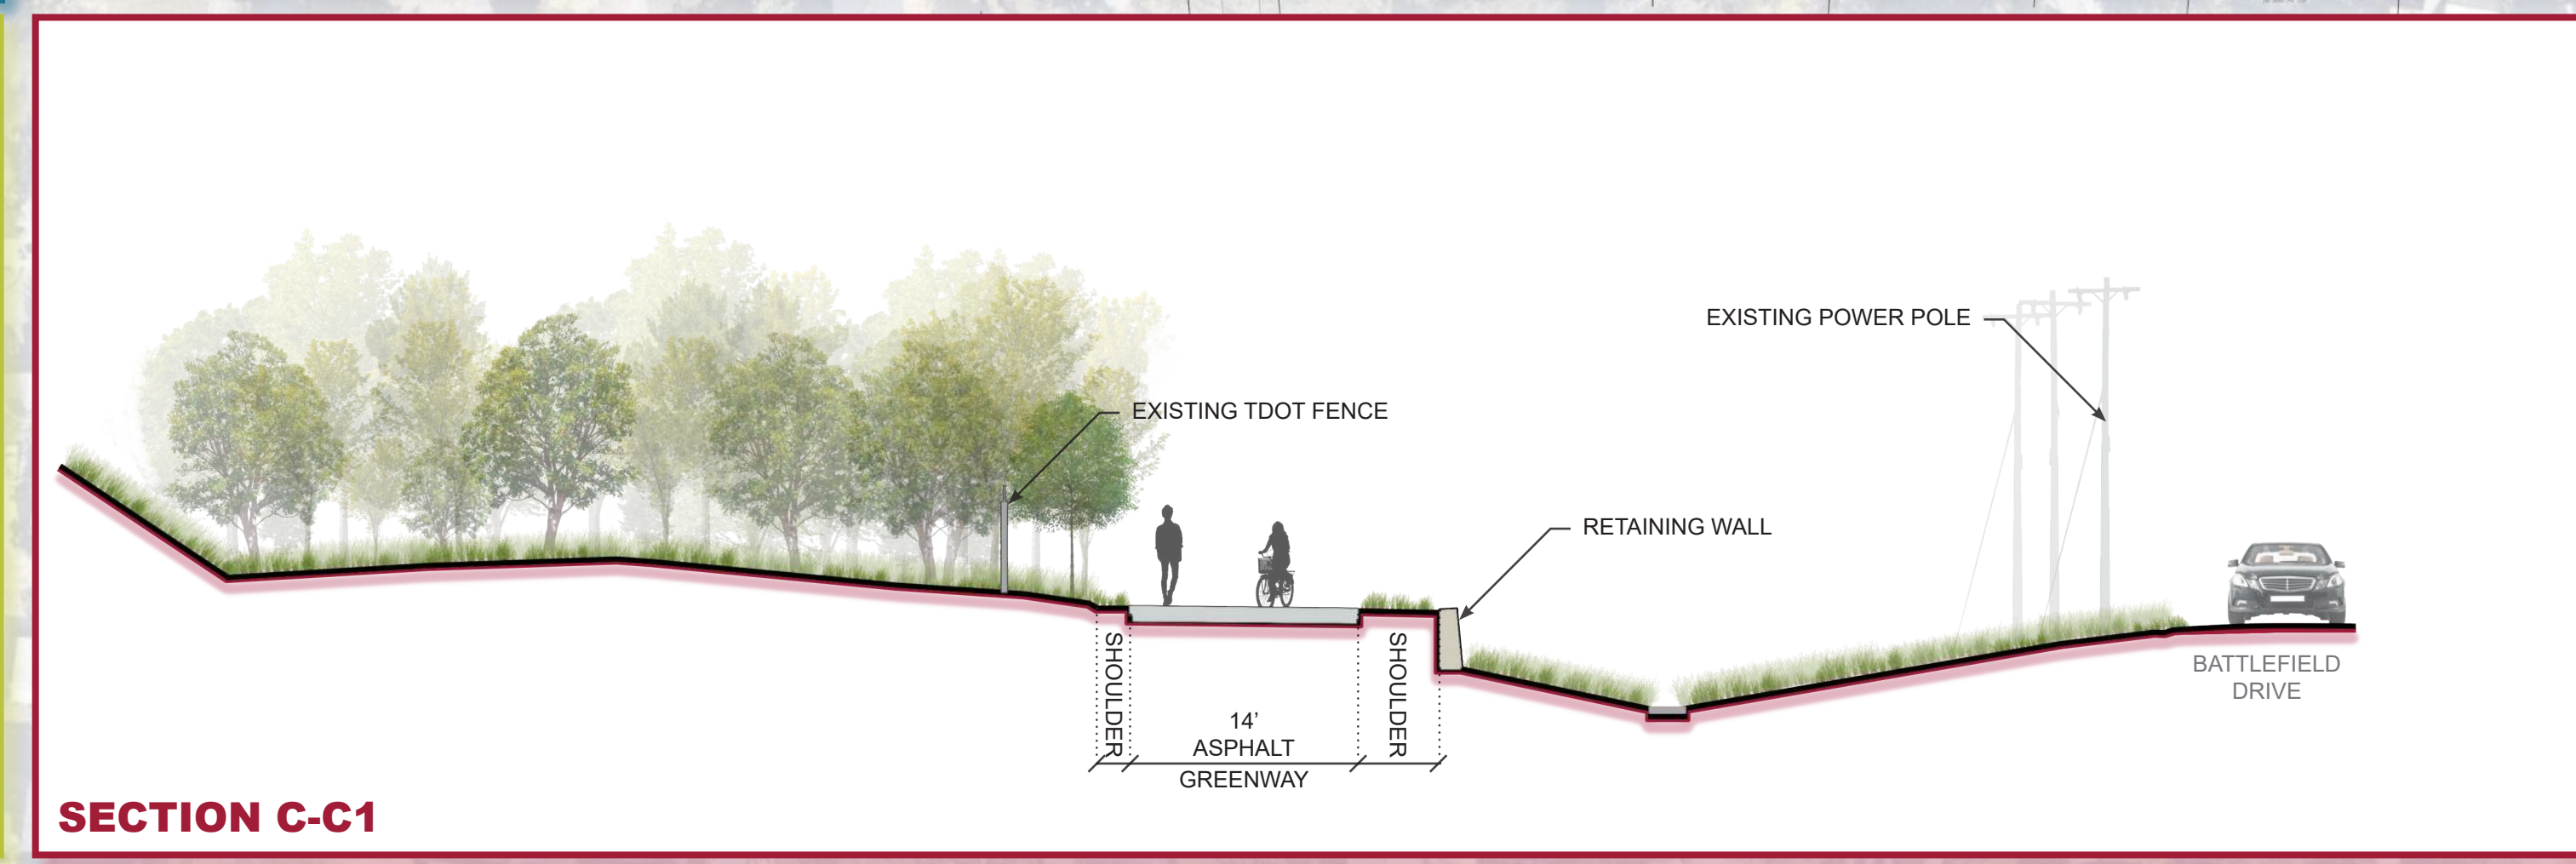 EXISTING POWER POLE
EXISTING TDOT FENCE
RETAINING WALL
SHOULDER
14’
ASPHALT
GREENWAY
SHOULDER
BATTLEFIELD
DRIVE
SECTION C-C1